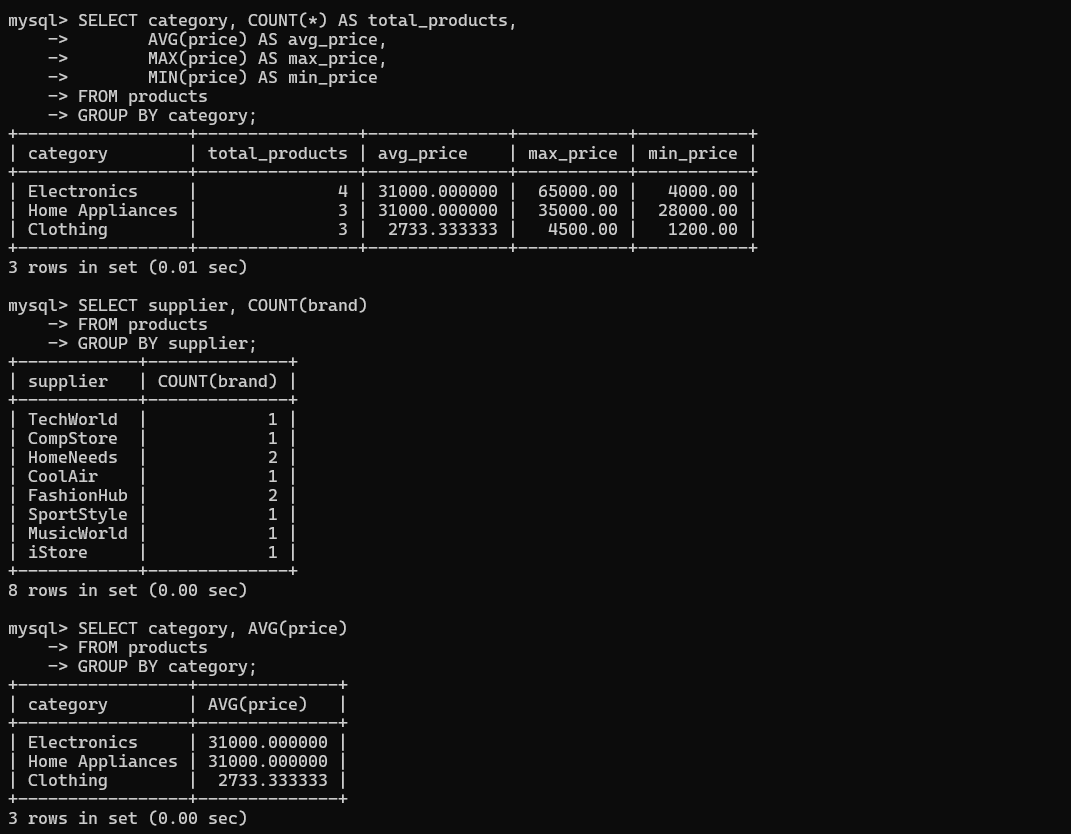 mysql> SELECT category, COUNT(*) AS total_products,
    ->        AVG(price) AS avg_price,
    ->        MAX(price) AS max_price,
    ->        MIN(price) AS min_price
    -> FROM products
    -> GROUP BY category;
+-----------------+----------------+--------------+-----------+-----------+
| category        | total_products | avg_price    | max_price | min_price |
+-----------------+----------------+--------------+-----------+-----------+
| Electronics     |              4 | 31000.000000 |  65000.00 |   4000.00 |
| Home Appliances |              3 | 31000.000000 |  35000.00 |  28000.00 |
| Clothing        |              3 |  2733.333333 |   4500.00 |   1200.00 |
+-----------------+----------------+--------------+-----------+-----------+
3 rows in set (0.01 sec)

mysql> SELECT supplier, COUNT(brand)
    -> FROM products
    -> GROUP BY supplier;
+------------+--------------+
| supplier   | COUNT(brand) |
+------------+--------------+
| TechWorld  |            1 |
| CompStore  |            1 |
| HomeNeeds  |            2 |
| CoolAir    |            1 |
| FashionHub |            2 |
| SportStyle |            1 |
| MusicWorld |            1 |
| iStore     |            1 |
+------------+--------------+
8 rows in set (0.00 sec)

mysql> SELECT category, AVG(price)
    -> FROM products
    -> GROUP BY category;
+-----------------+--------------+
| category        | AVG(price)   |
+-----------------+--------------+
| Electronics     | 31000.000000 |
| Home Appliances | 31000.000000 |
| Clothing        |  2733.333333 |
+-----------------+--------------+
3 rows in set (0.00 sec)